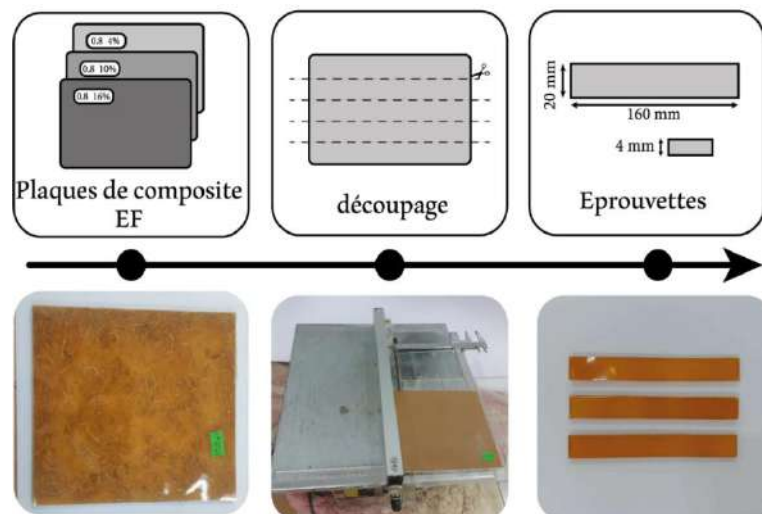 0.8 4%
0.8 10%
0.8 16%
Plaques de composite
EF
découpage
20 mm
160 mm
4 mm
Eprouvettes